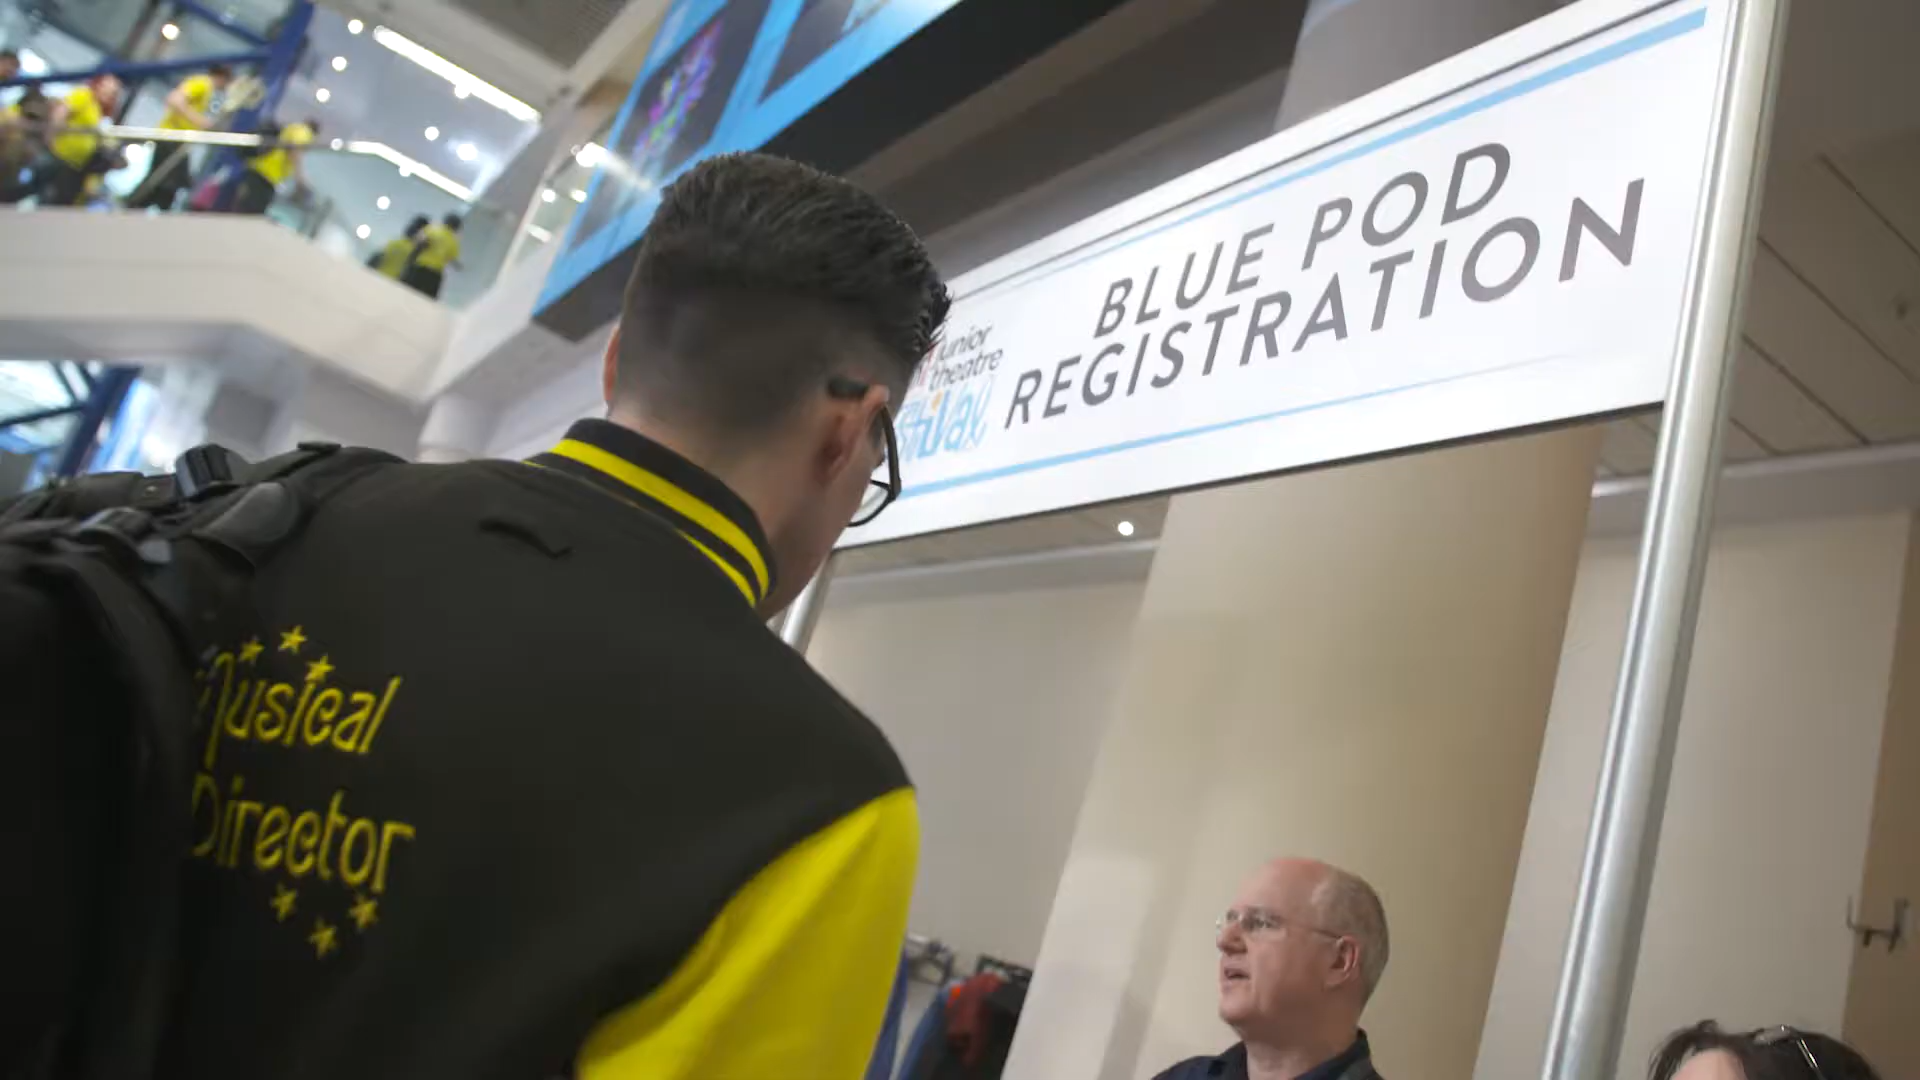 BLUE POD
REGISTRATION
Junior
theatre
Musical
Director